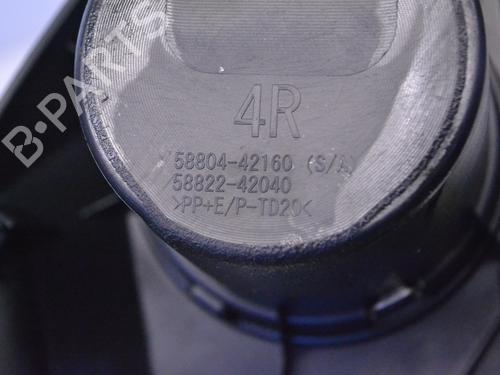 B-PARTS
4R
58804-42160 (S/A)
58822-42040
>PP+E/P-TD20<